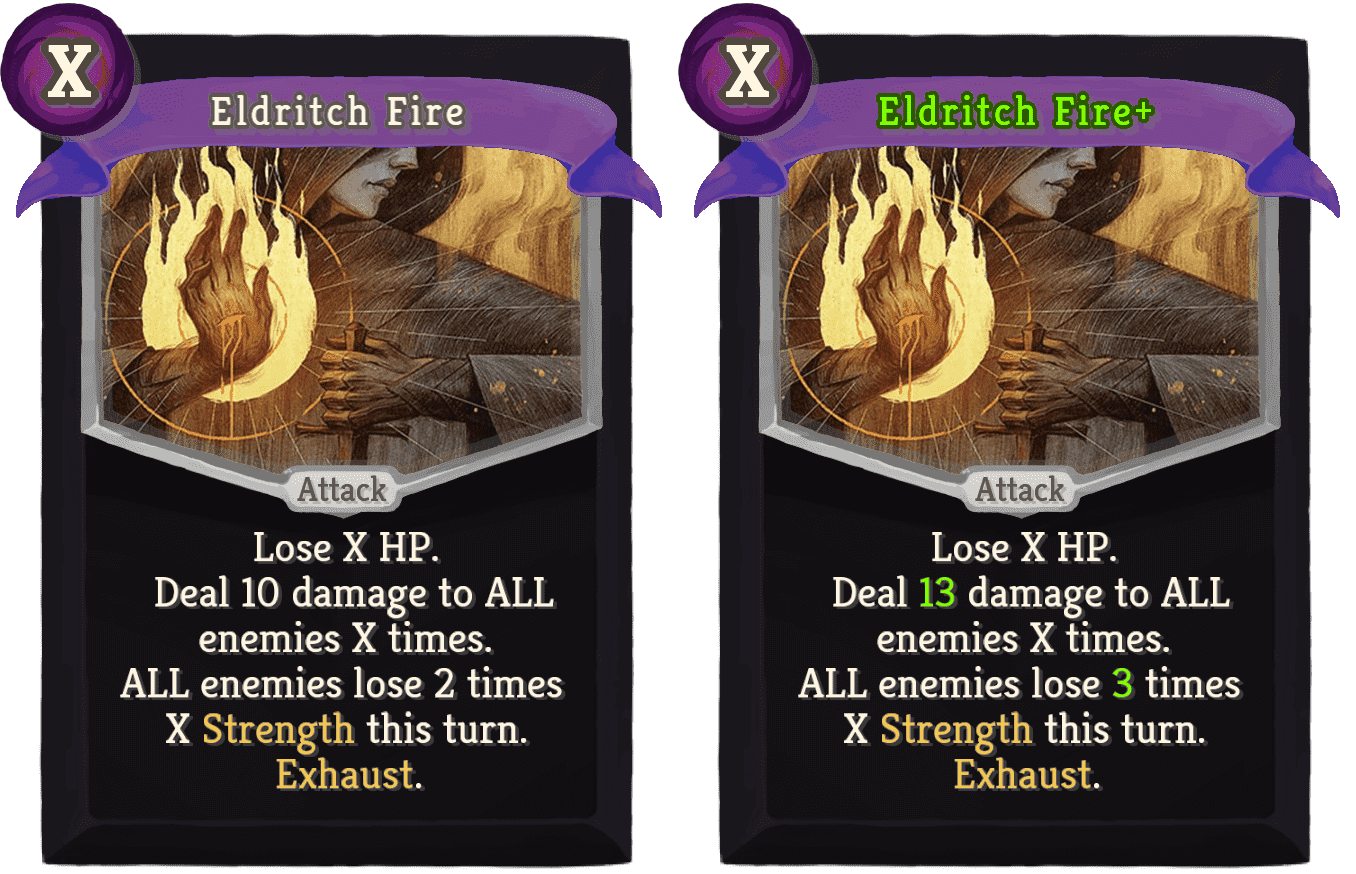 X
Eldritch Fire
Attack
Lose X HP.
Deal 10 damage to ALL
enemies X times.
ALL enemies lose 2 times
X Strength this turn.
Exhaust.
X
Eldritch Fire+
Attack
Lose X HP.
Deal 13 damage to ALL
enemies X times.
ALL enemies lose 3 times
X Strength this turn.
Exhaust.